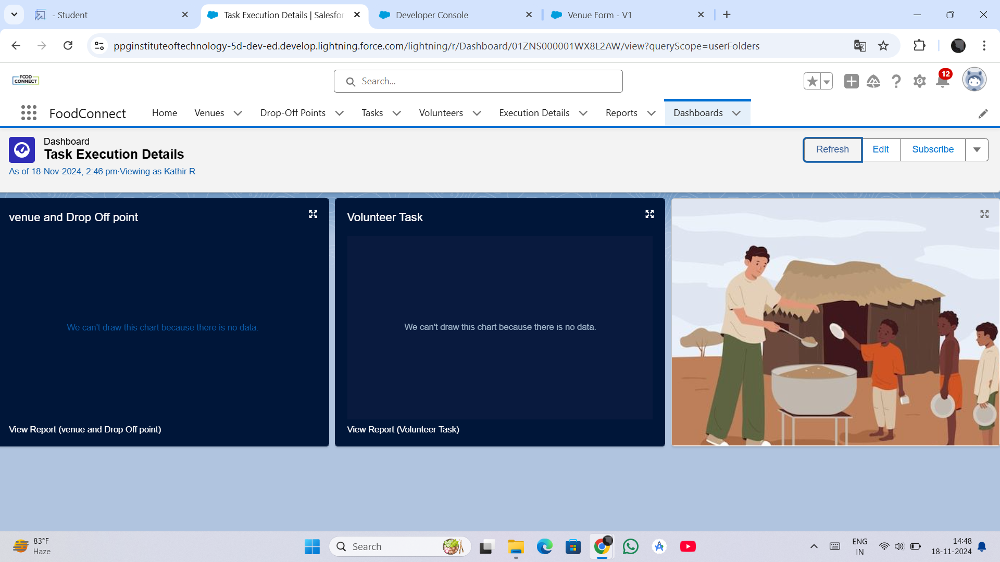 - Student
Task Execution Details | Salesfor
Developer Console
Venue Form - V1
ppginstituteoftechnology-5d-dev-ed.develop.lightning.force.com/lightning/r/Dashboard/01ZNS000001WX8L2AW/view?queryScope=userFolders
FOOD
CONNECT
Search...
12
FoodConnect
Home
Venues
Drop-Off Points
Tasks
Volunteers
Execution Details
Reports
Dashboards
Dashboard
Task Execution Details
As of 18-Nov-2024, 2:46 pm·Viewing as Kathir R
Refresh
Edit
Subscribe
venue and Drop Off point
We can't draw this chart because there is no data.
View Report (venue and Drop Off point)
Volunteer Task
We can't draw this chart because there is no data.
View Report (Volunteer Task)
83°F
Haze
Search
ENG
IN
14:48
18-11-2024